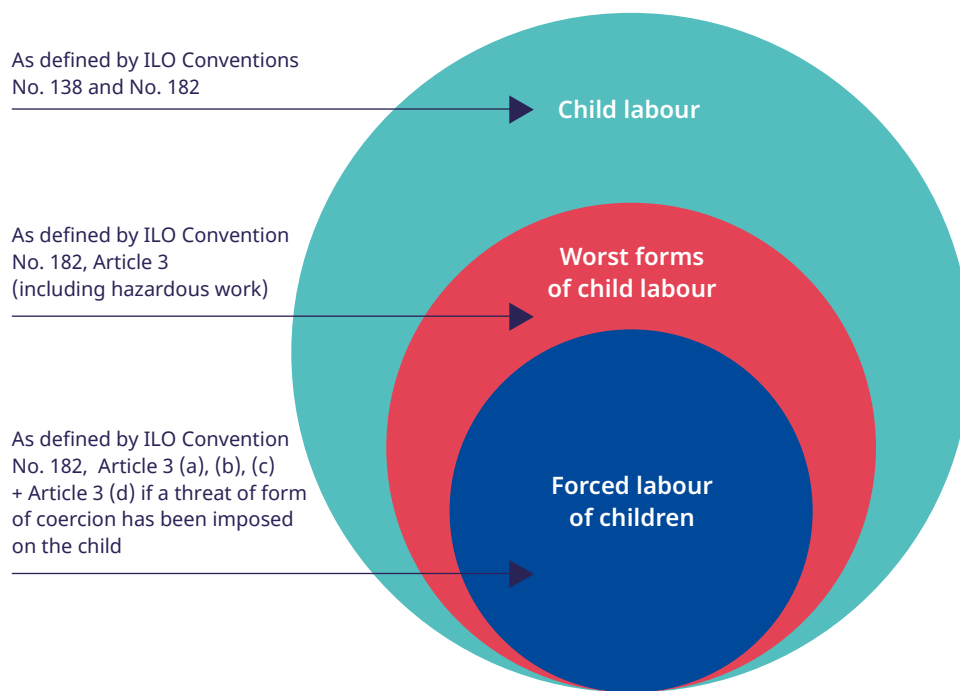 As defined by ILO Conventions
No. 138 and No. 182
Child labour
As defined by ILO Convention
No. 182, Article 3
(including hazardous work)
Worst forms
of child labour
As defined by ILO Convention
No. 182, Article 3 (a), (b), (c)
+ Article 3 (d) if a threat of form
of coercion has been imposed
on the child
Forced labour
of children